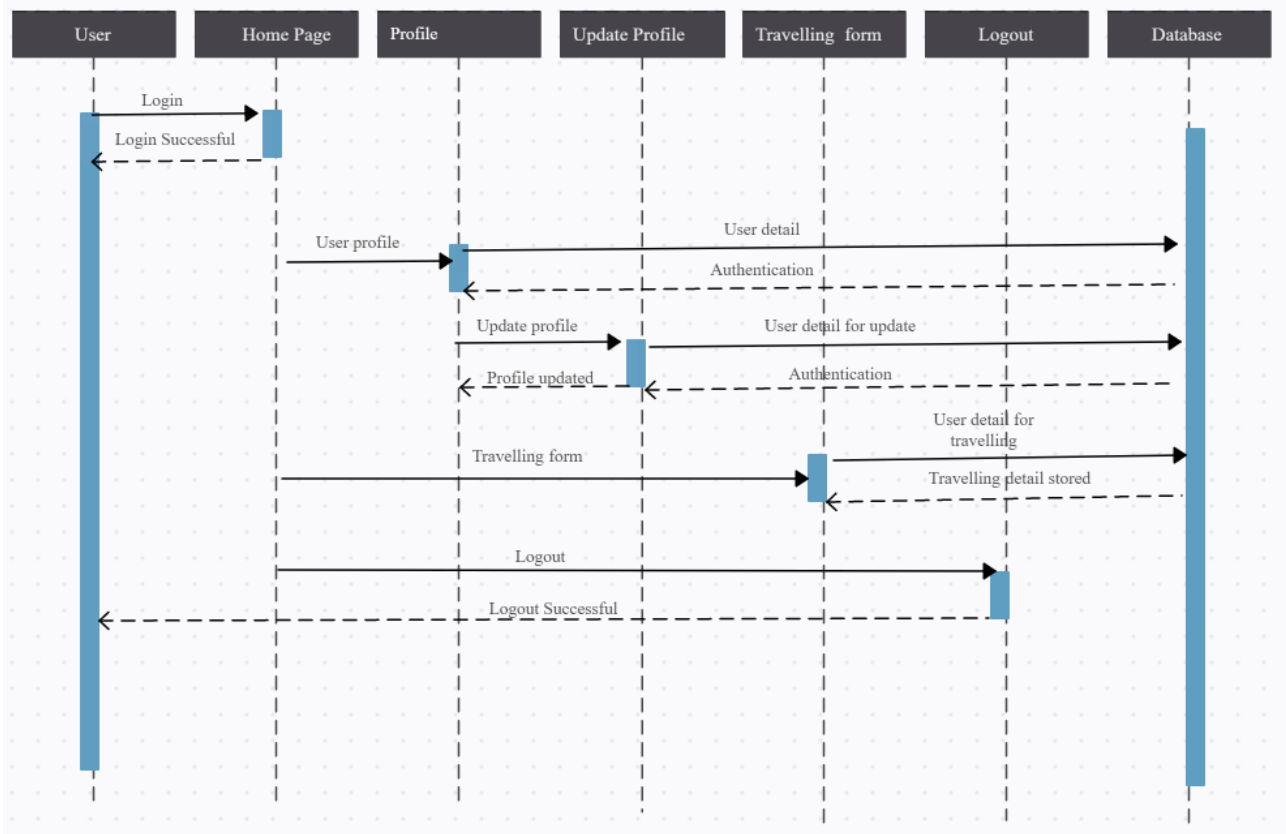 User
Home Page
Profile
Update Profile
Travelling form
Logout
Database
Login
Login Successful
User detail
User profile
Authentication
Update profile
User detail for update
Profile updated
Authentication
User detail for
travelling
Travelling form
Travelling detail stored
Logout
Logout Successful